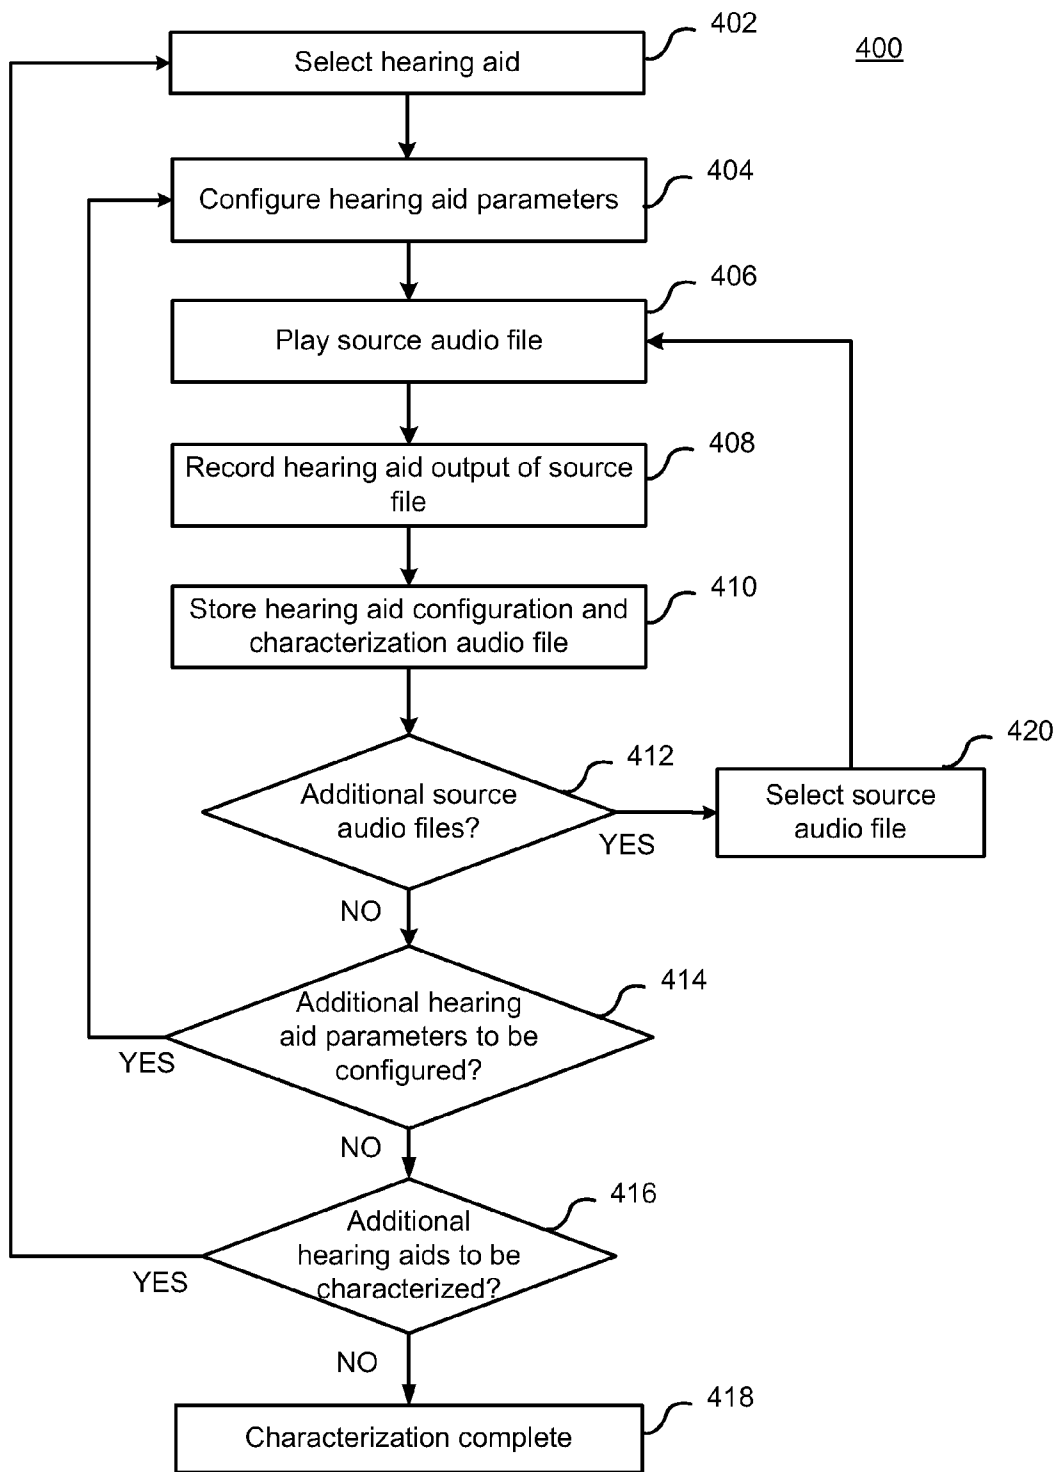 402
400
Select hearing aid
404
Configure hearing aid parameters
406
Play source audio file
408
Record hearing aid output of source
file
410
Store hearing aid configuration and
characterization audio file
412
420
Additional source
audio files?
YES
Select source
audio file
NO
414
Additional hearing
aid parameters to be
configured?
YES
NO
416
Additional
hearing aids to be
characterized?
YES
NO
418
Characterization complete